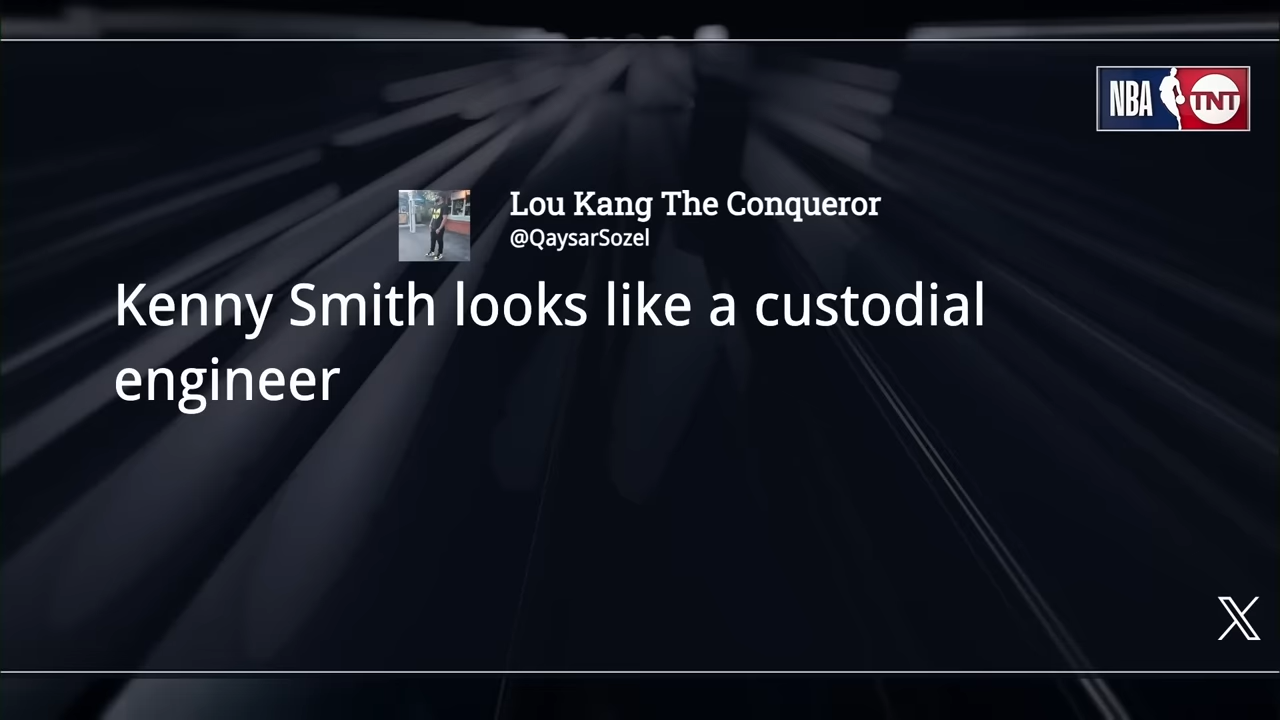 NBA TNT
Lou Kang The Conqueror
@QaysarSozel
Kenny Smith looks like a custodial
engineer
X